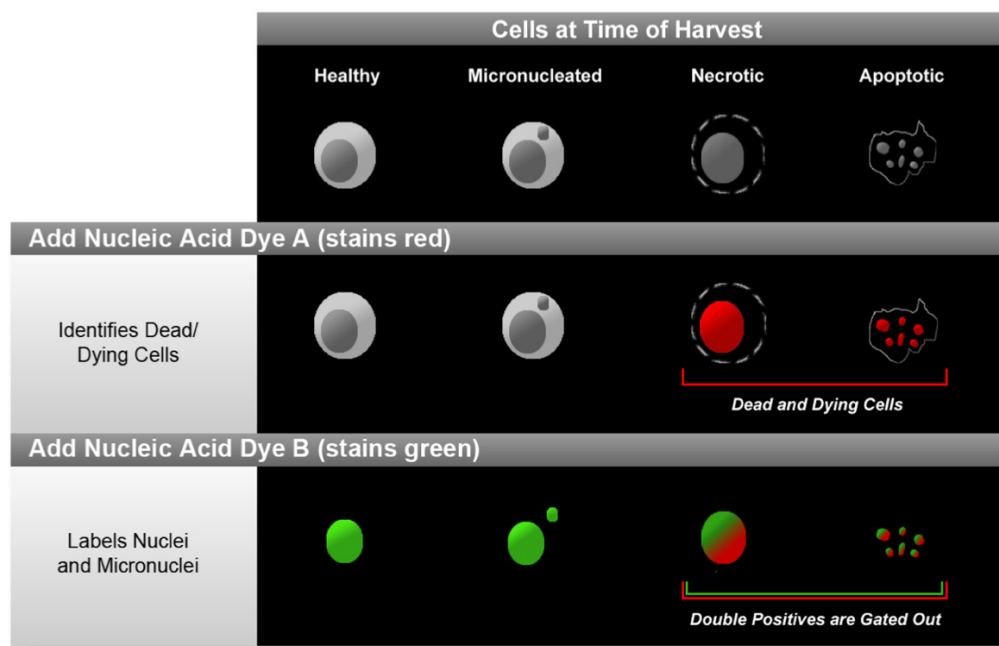 Cells at Time of Harvest
Healthy
Micronucleated
Necrotic
Apoptotic
Add Nucleic Acid Dye A (stains red)
Identifies Dead/
Dying Cells
Dead and Dying Cells
Add Nucleic Acid Dye B (stains green)
Labels Nuclei
and Micronuclei
Double Positives are Gated Out